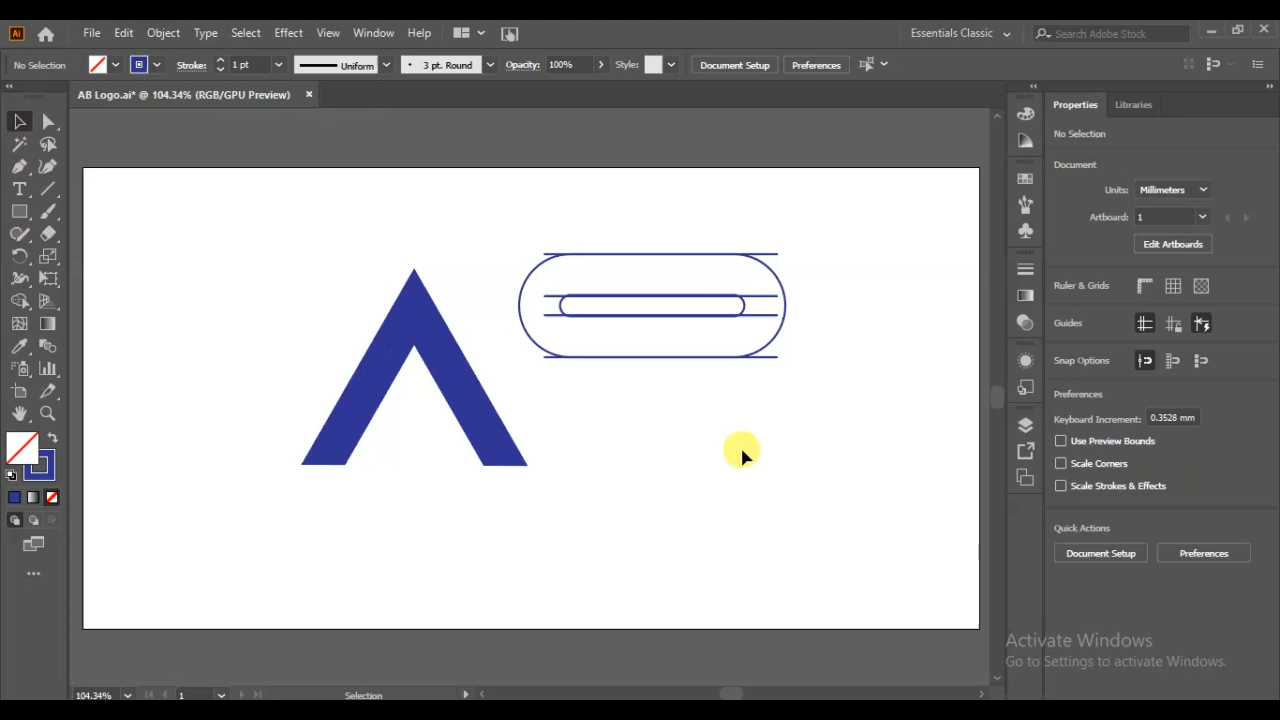 Ai File Edit Object Type Select Effect View Window Help Essentials Classic Search Adobe Stock
No Selection Stroke: 1 pt Uniform 3 pt. Round Opacity: 100% Style: Document Setup Preferences
AB Logo.ai* @ 104.34% (RGB/GPU Preview) ×
Properties Libraries
No Selection
Document
Units: Millimeters
Artboard: 1
Edit Artboards
Ruler & Grids
Guides
Snap Options
Preferences
Keyboard Increment: 0.3528 mm
Use Preview Bounds
Scale Corners
Scale Strokes & Effects
Quick Actions
Document Setup Preferences
Activate Windows
Go to Settings to activate Windows.
104.34% 1 Selection